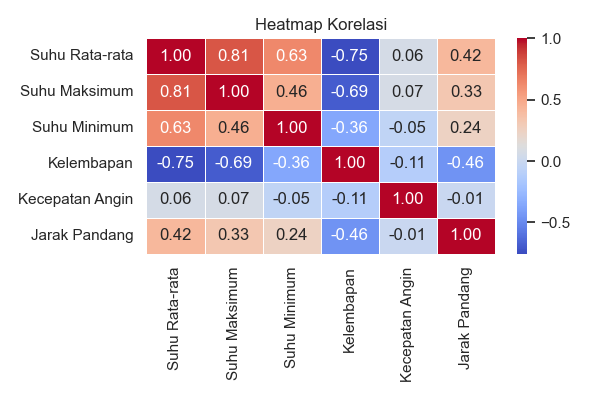 Heatmap Korelasi
Suhu Rata-rata 1.00 0.81 0.63 -0.75 0.06 0.42
Suhu Maksimum 0.81 1.00 0.46 -0.69 0.07 0.33
Suhu Minimum 0.63 0.46 1.00 -0.36 -0.05 0.24
Kelembapan -0.75 -0.69 -0.36 1.00 -0.11 -0.46
Kecepatan Angin 0.06 0.07 -0.05 -0.11 1.00 -0.01
Jarak Pandang 0.42 0.33 0.24 -0.46 -0.01 1.00
Suhu Rata-rata
Suhu Maksimum
Suhu Minimum
Kelembapan
Kecepatan Angin
Jarak Pandang
1.0
0.5
0.0
−0.5